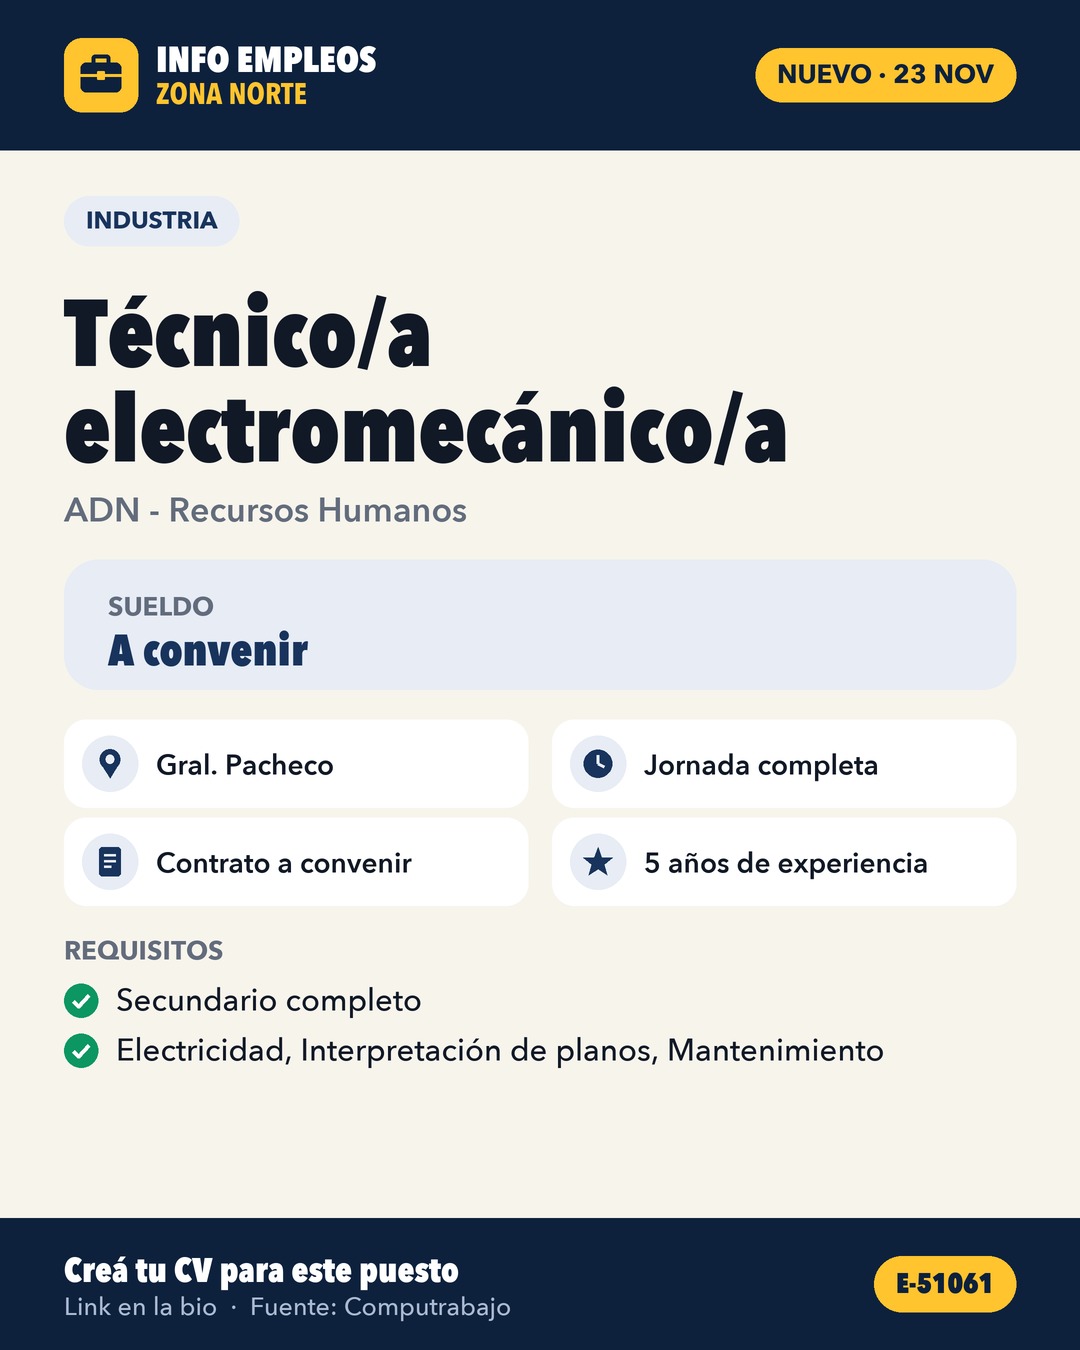 INFO EMPLEOS
ZONA NORTE
NUEVO · 23 NOV
INDUSTRIA
Técnico/a
electromecánico/a
ADN - Recursos Humanos
SUELDO
A convenir
Gral. Pacheco
Jornada completa
Contrato a convenir
5 años de experiencia
REQUISITOS
Secundario completo
Electricidad, Interpretación de planos, Mantenimiento
Creá tu CV para este puesto
Link en la bio · Fuente: Computrabajo
E-51061